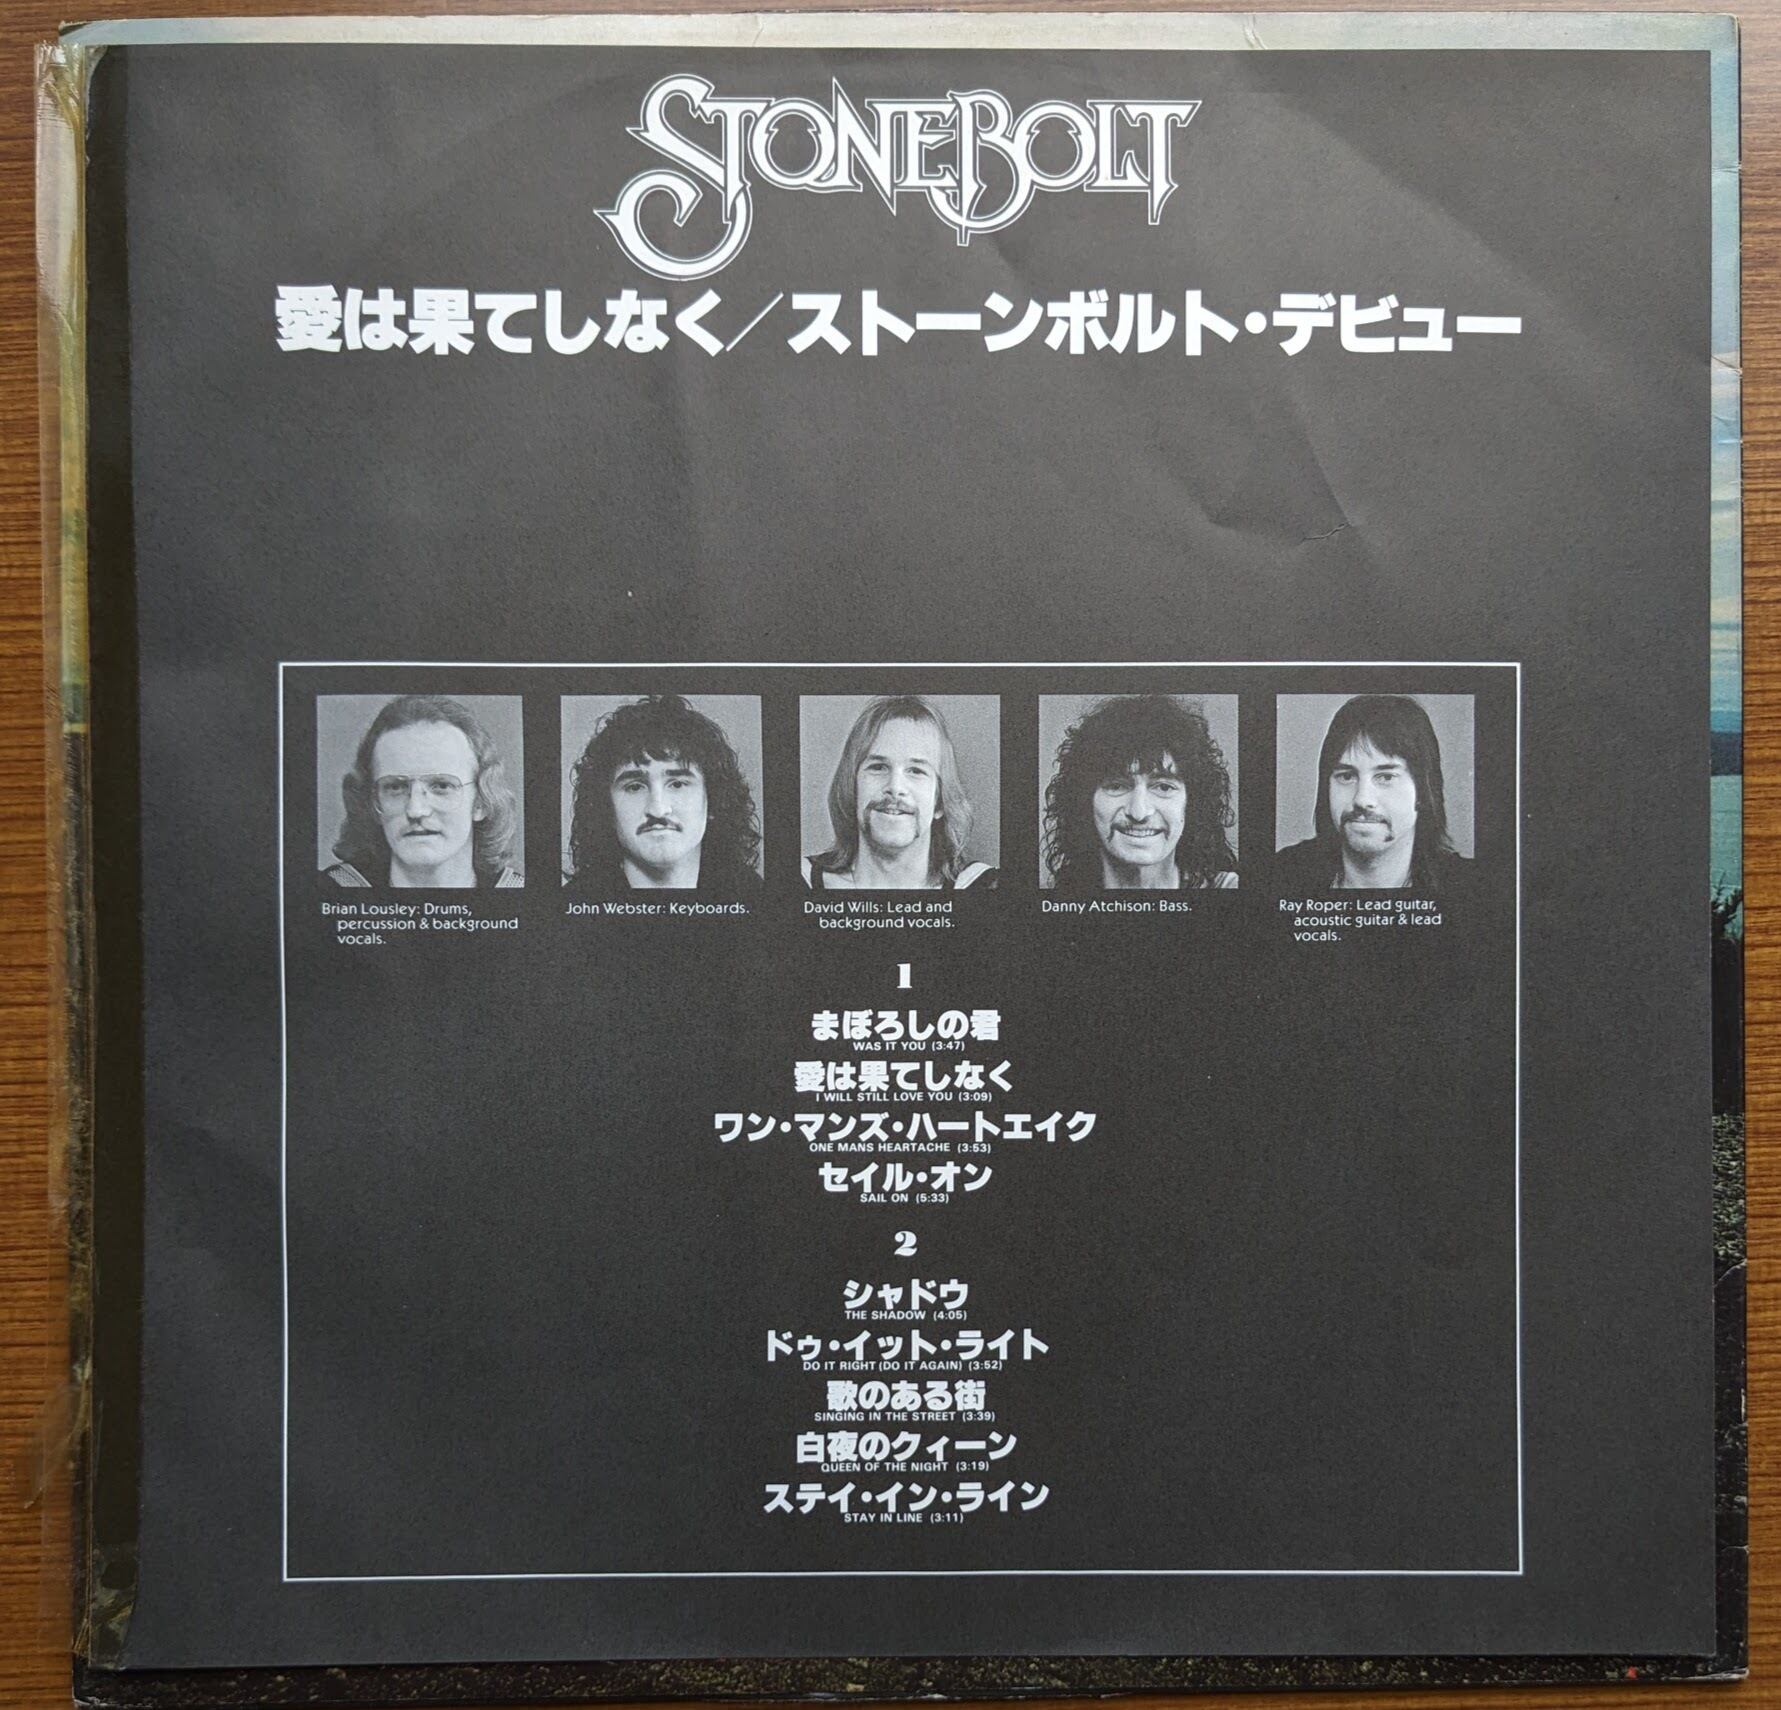 STONEBOLT
愛は果てしなく/ストーンボルト・デビュー
Brian Lousley: Drums,
percussion & background
vocals.
John Webster: Keyboards.
David Wills: Lead and
background vocals.
Danny Atchison: Bass.
Ray Roper: Lead guitar,
acoustic guitar & lead
vocals.
1
まぼろしの君
WAS IT YOU (3:47)
愛は果てしなく
I WILL STILL LOVE YOU (3:09)
ワン・マンズ・ハートエイク
ONE MANS HEARTACHE (3:53)
セイル・オン
SAIL ON (5:33)
2
シャドウ
THE SHADOW (4:05)
ドゥ・イット・ライト
DO IT RIGHT (DO IT AGAIN) (3:52)
歌のある街
SINGING IN THE STREET (3:39)
白夜のクィーン
QUEEN OF THE NIGHT (3:19)
ステイ・イン・ライン
STAY IN LINE (3:11)